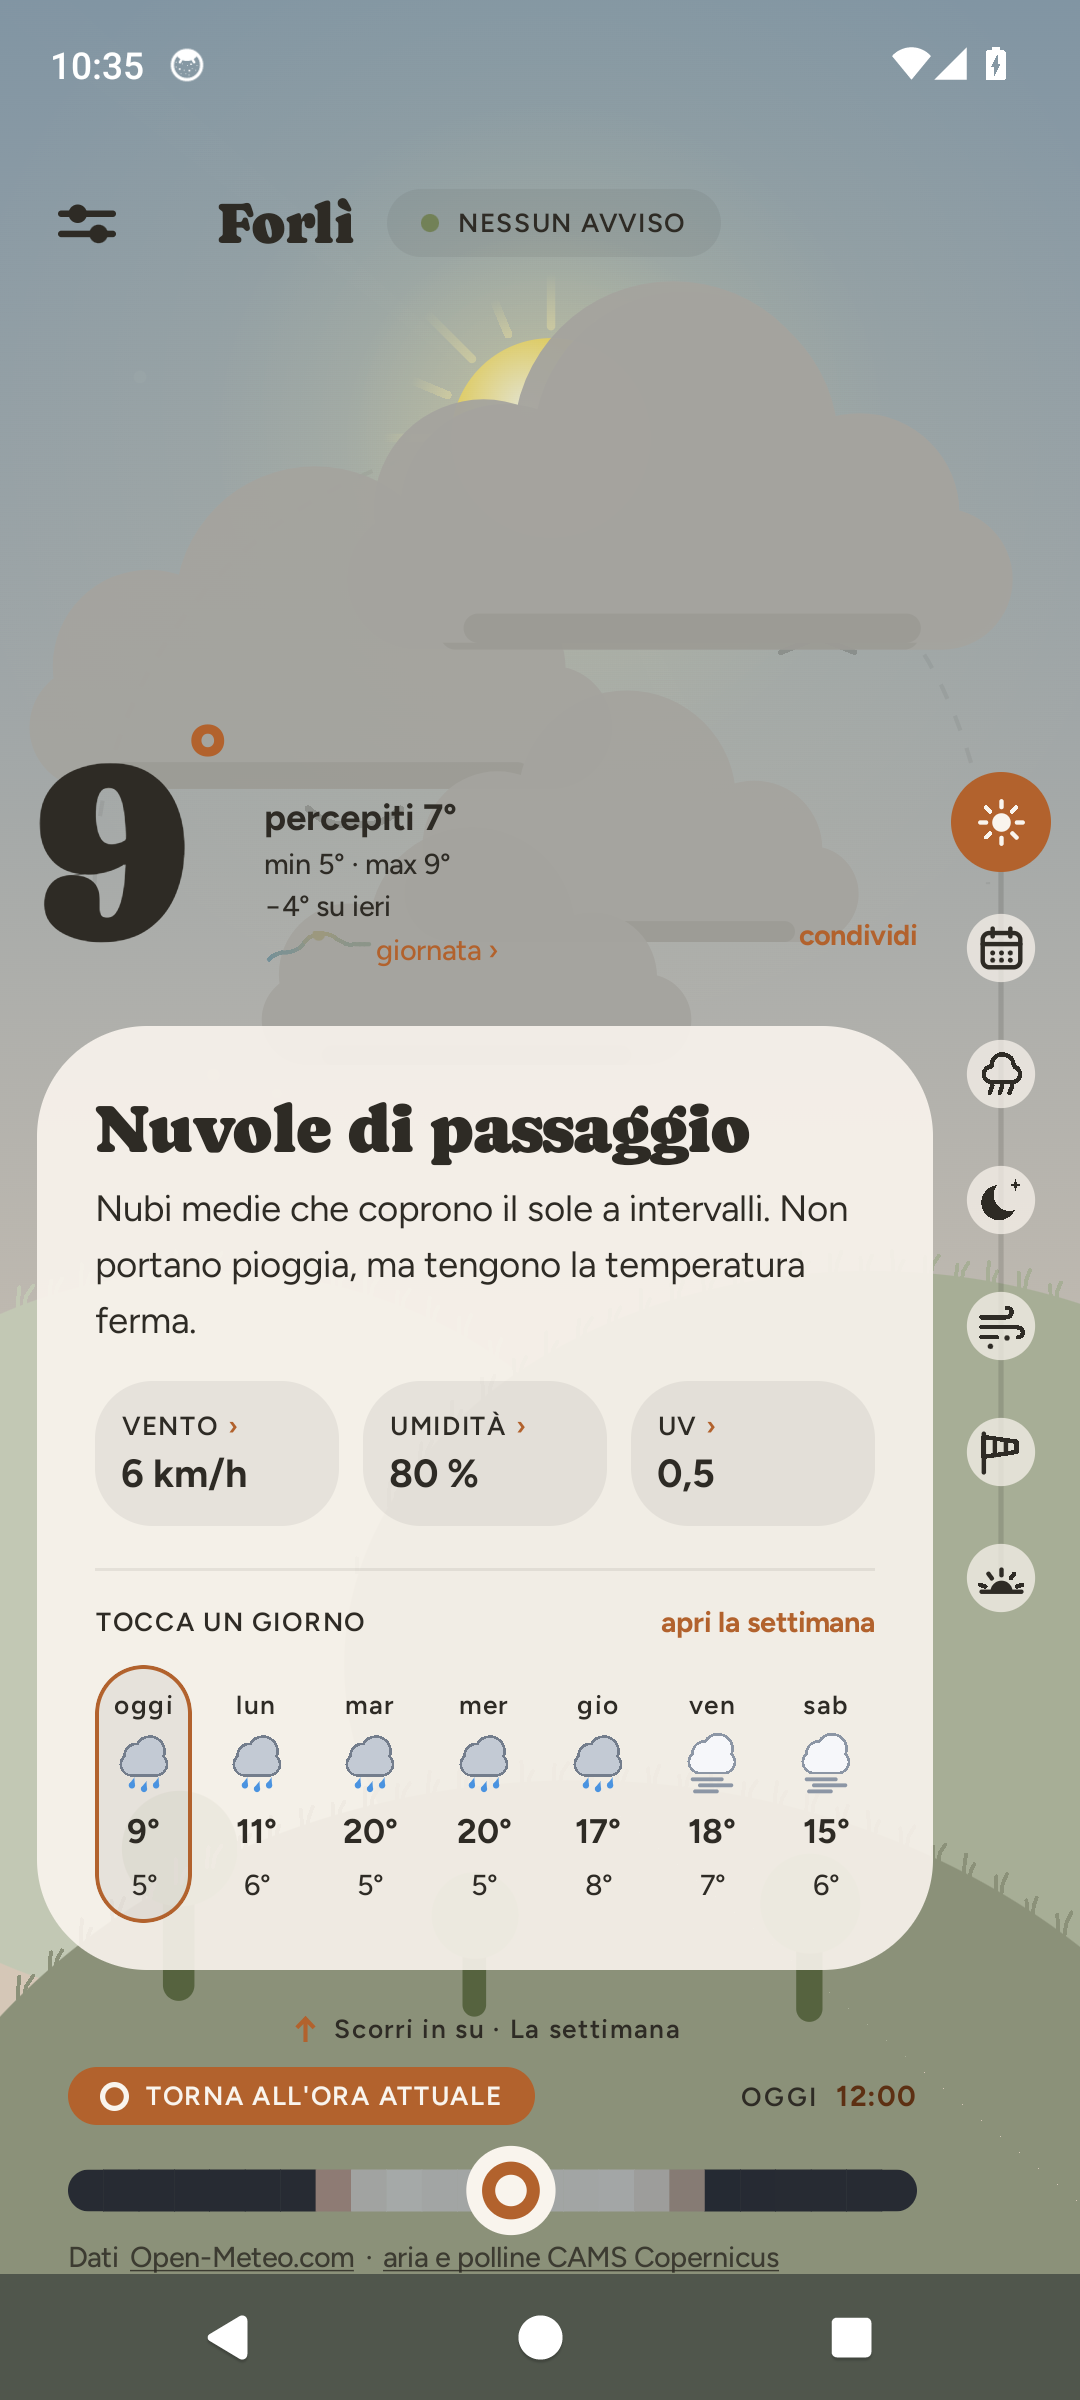 10:35
Forlì
NESSUN AVVISO
9°
percepiti 7°
min 5° · max 9°
−4° su ieri
giornata ›
condividi
Nuvole di passaggio
Nubi medie che coprono il sole a intervalli. Non
portano pioggia, ma tengono la temperatura
ferma.
VENTO › UMIDITÀ › UV ›
6 km/h 80 % 0,5
TOCCA UN GIORNO apri la settimana
oggi lun mar mer gio ven sab
9° 11° 20° 20° 17° 18° 15°
5° 6° 5° 5° 8° 7° 6°
↑ Scorri in su · La settimana
TORNA ALL'ORA ATTUALE OGGI 12:00
Dati Open-Meteo.com · aria e polline CAMS Copernicus